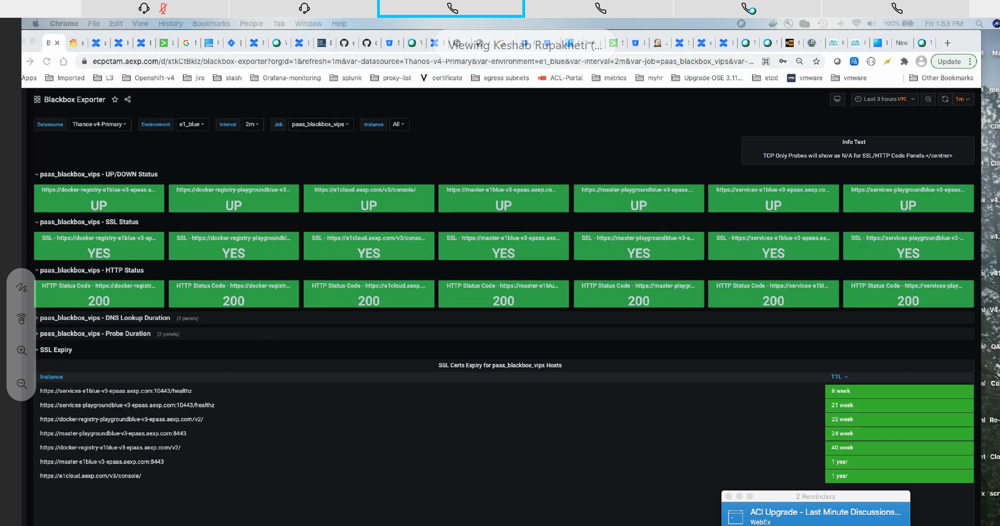 Chrome File Edit View History Bookmarks People Tab Window Help 100% Fri 1:53 PM
Viewing Keshab Rupakheti (...
New
ecpctam.aexp.com/d/xtkCtBkiz/blackbox-exporter?orgId=1&refresh=1m&var-datasource=Thanos-v4-Primary&var-environment=e1_blue&var-interval=2m&var-job=paas_blackbox_vips&var-... Update
Apps Imported L3 Openshift-v4 jira stash Grafana-monitoring splunk proxy-list certificate egress subnets ACL-Portal metrics myhr Upgrade OSE 3.11... etcd vmware vmware Other Bookmarks
Blackbox Exporter Last 3 hours UTC 1m
Datasource Thanos-v4-Primary Environment e1_blue Interval 2m Job paas_blackbox_vips Instance All
Info Text
TCP Only Probes will show as N/A for SSL/HTTP Code Panels.</centrer>
paas_blackbox_vips - UP/DOWN Status
https://docker-registry-e1blue-v3-epaas.a... https://docker-registry-playgroundblue-v3... https://e1cloud.aexp.com/v3/console/ https://master-e1blue-v3-epaas.aexp.co... https://master-playgroundblue-v3-epaas.... https://services-e1blue-v3-epaas.aexp.co... https://services-playgroundblue-v3-epaas...
UP UP UP UP UP UP UP
paas_blackbox_vips - SSL Status
SSL - https://docker-registry-e1blue-v3-ep... SSL - https://docker-registry-playgroundbl... SSL - https://e1cloud.aexp.com/v3/conso... SSL - https://master-e1blue-v3-epaas.aex... SSL - https://master-playgroundblue-v3-e... SSL - https://services-e1blue-v3-epaas.ae... SSL - https://services-playgroundblue-v3-...
YES YES YES YES YES YES YES
paas_blackbox_vips - HTTP Status
HTTP Status Code - https://docker-registr... HTTP Status Code - https://docker-registr... HTTP Status Code - https://e1cloud.aexp.... HTTP Status Code - https://master-e1blu... HTTP Status Code - https://master-playgr... HTTP Status Code - https://services-e1bl... HTTP Status Code - https://services-play...
200 200 200 200 200 200 200
paas_blackbox_vips - DNS Lookup Duration (2 panels)
paas_blackbox_vips - Probe Duration (2 panels)
SSL Expiry
SSL Certs Expiry for paas_blackbox_vips Hosts
Instance TTL
https://services-e1blue-v3-epaas.aexp.com:10443/healthz 8 week
https://services-playgroundblue-v3-epaas.aexp.com:10443/healthz 21 week
https://docker-registry-playgroundblue-v3-epaas.aexp.com/v2/ 22 week
https://master-playgroundblue-v3-epaas.aexp.com:8443 24 week
https://docker-registry-e1blue-v3-epaas.aexp.com/v2/ 40 week
https://master-e1blue-v3-epaas.aexp.com:8443 1 year
https://e1cloud.aexp.com/v3/console/ 1 year
2 Reminders
ACI Upgrade - Last Minute Discussions...
WebEx